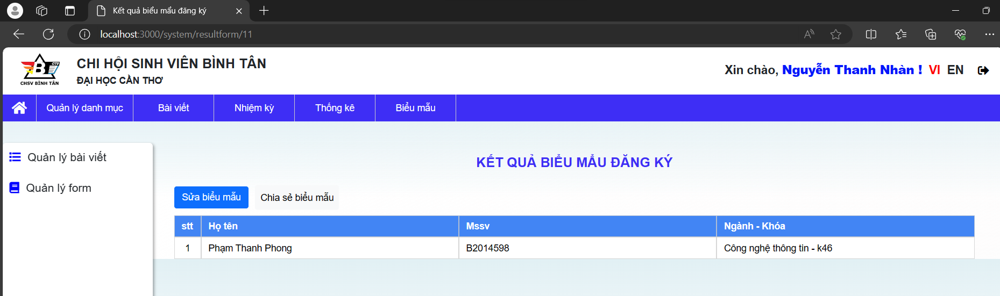 Kết quả biểu mẩu đăng ký
localhost:3000/system/resultform/11
CTU
B
CHSV BÌNH TÂN
CHI HỘI SINH VIÊN BÌNH TÂN
ĐẠI HỌC CẦN THƠ
Xin chào, Nguyễn Thanh Nhàn ! VI EN
Quản lý danh mục Bài viết Nhiệm kỳ Thống kê Biểu mẫu
Quản lý bài viết
Quản lý form
KẾT QUẢ BIỂU MẨU ĐĂNG KÝ
Sửa biểu mẫu Chia sẻ biểu mẫu
stt Họ tên Mssv Ngành - Khóa
1 Phạm Thanh Phong B2014598 Công nghệ thông tin - k46